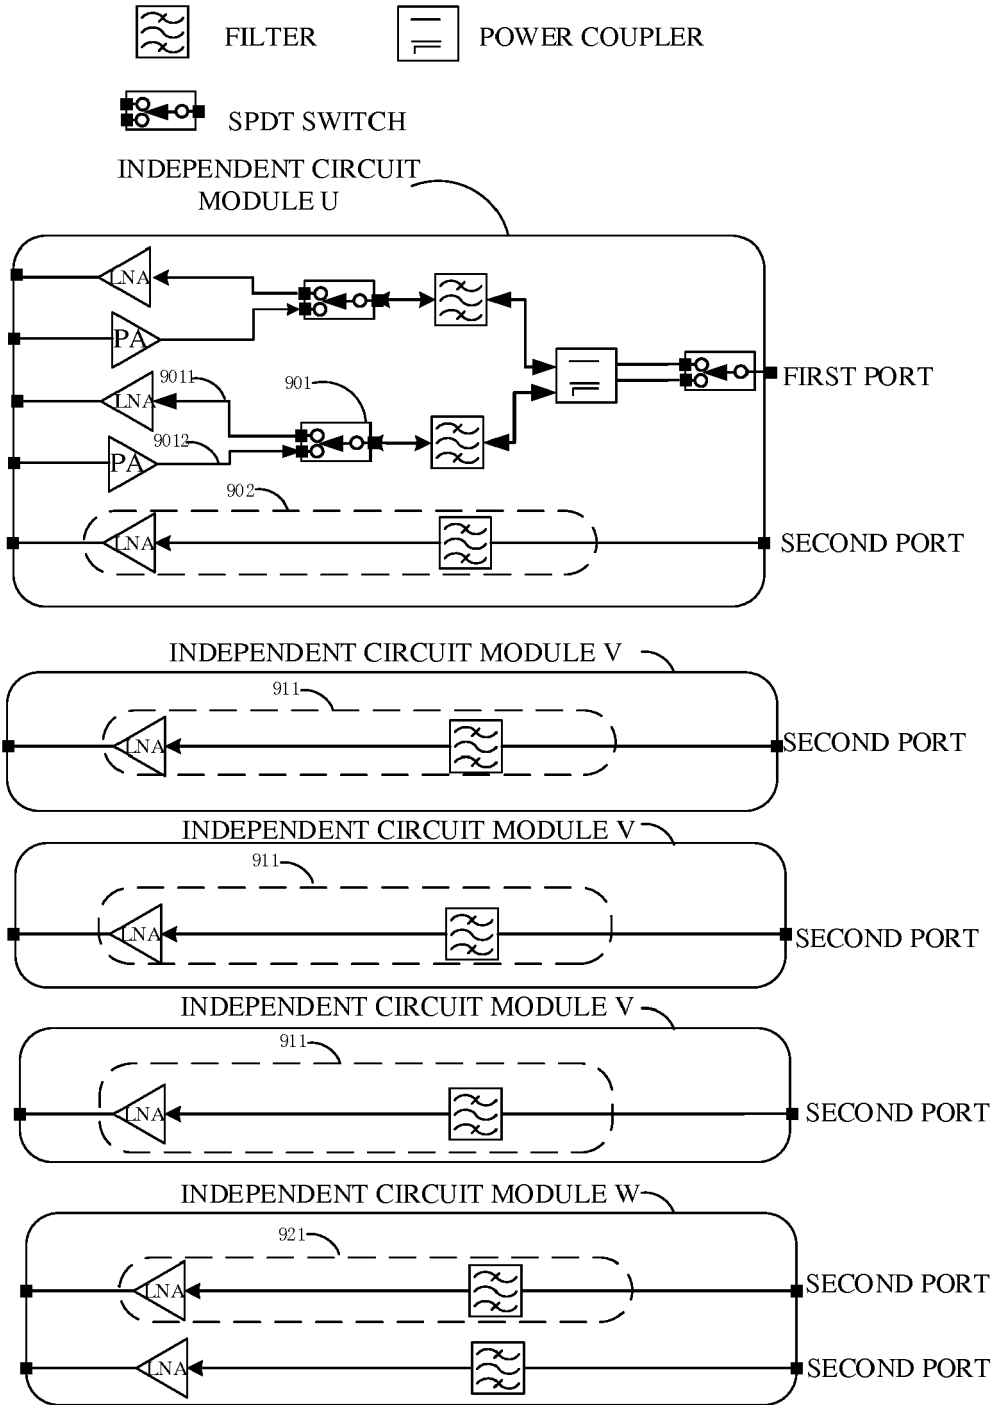 FILTER
POWER COUPLER
SPDT SWITCH
INDEPENDENT CIRCUIT
MODULE U
LNA
PA
9011
901
LNA
FIRST PORT
9012
PA
902
LNA
SECOND PORT
INDEPENDENT CIRCUIT MODULE V
911
LNA
SECOND PORT
INDEPENDENT CIRCUIT MODULE V
911
LNA
SECOND PORT
INDEPENDENT CIRCUIT MODULE V
911
LNA
SECOND PORT
INDEPENDENT CIRCUIT MODULE W
921
LNA
SECOND PORT
LNA
SECOND PORT